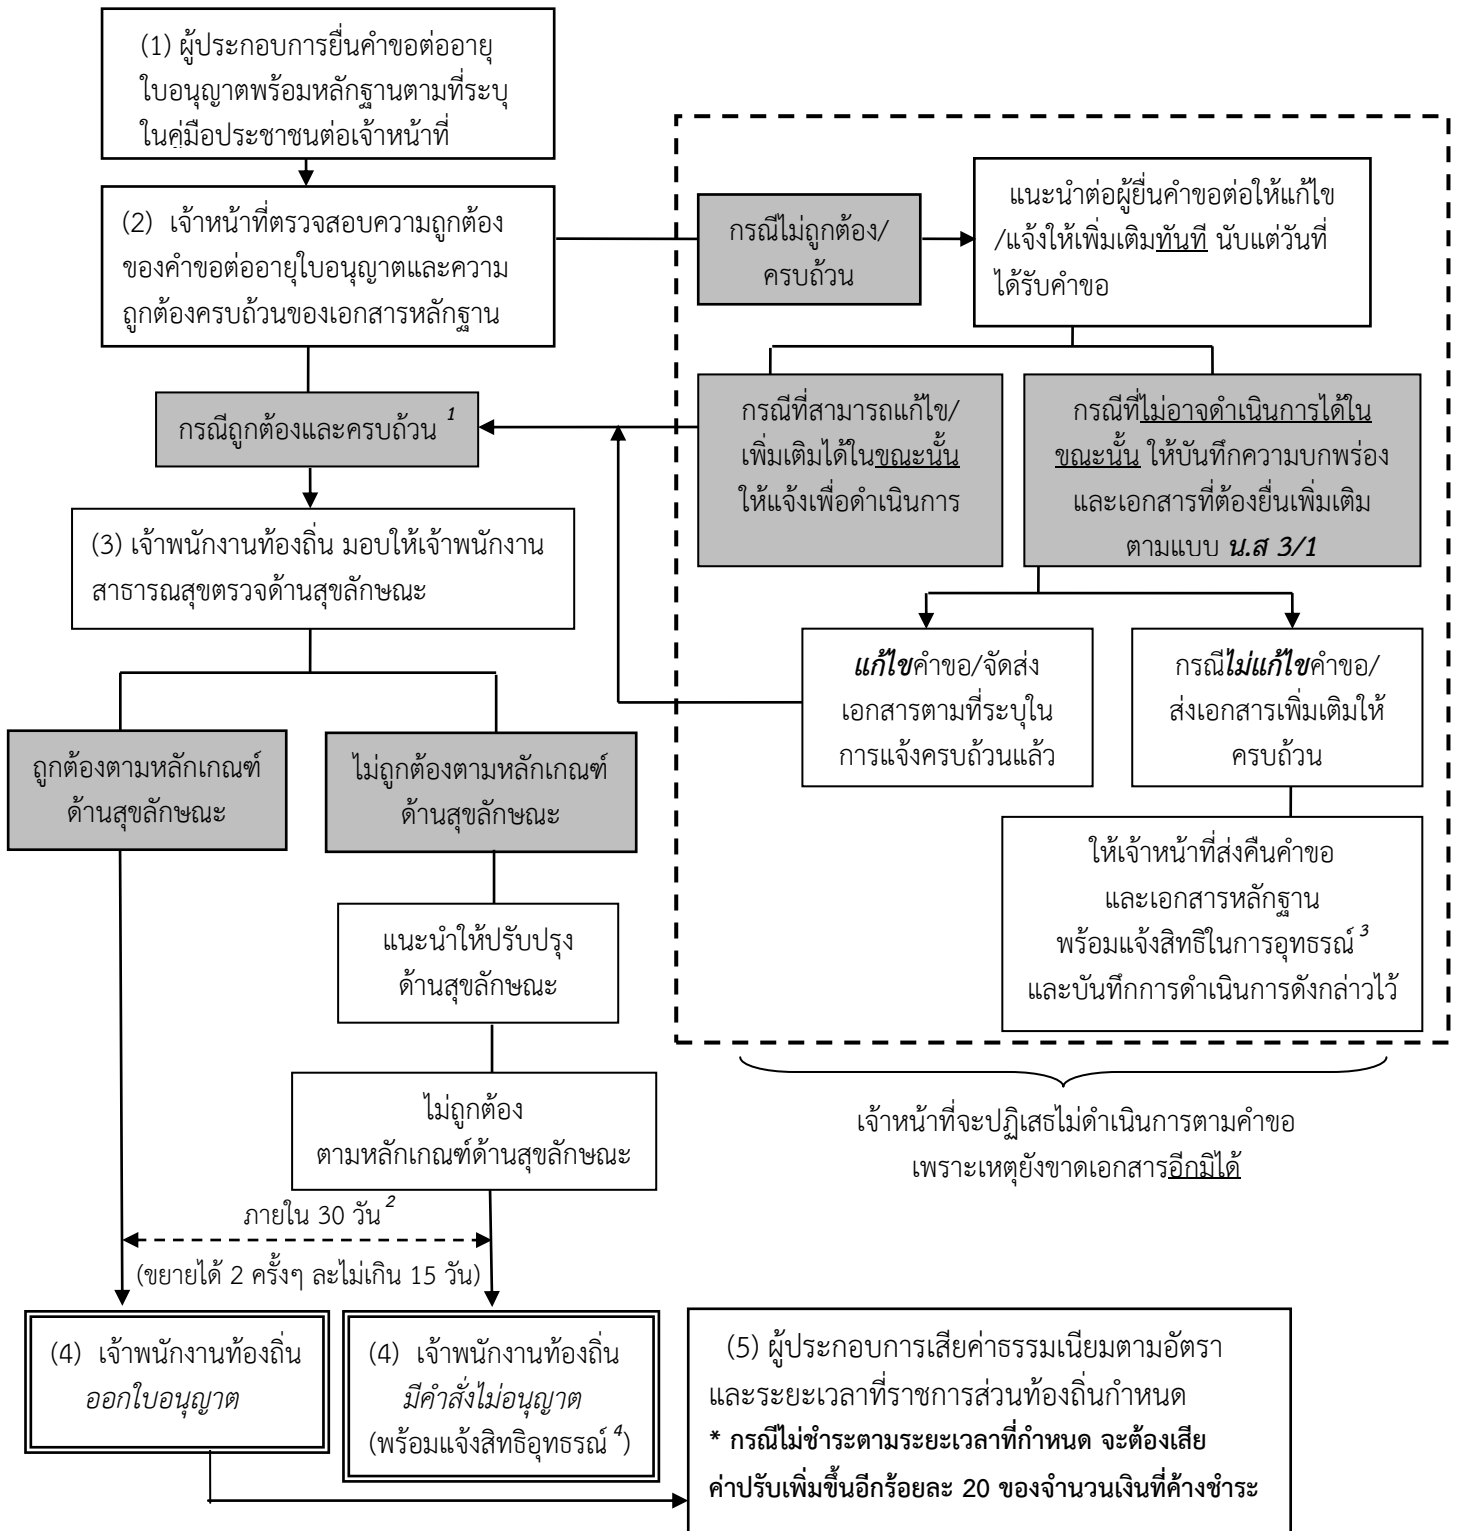 (1) ผู้ประกอบการยื่นคำขอต่ออายุ
ใบอนุญาตพร้อมหลักฐานตามที่ระบุ
ในคู่มือประชาชนต่อเจ้าหน้าที่
(2) เจ้าหน้าที่ตรวจสอบความถูกต้อง
ของคำขอต่ออายุใบอนุญาตและความ
ถูกต้องครบถ้วนของเอกสารหลักฐาน
กรณีไม่ถูกต้อง/
ครบถ้วน
แนะนำต่อผู้ยื่นคำขอต่อให้แก้ไข
/แจ้งให้เพิ่มเติมทันที นับแต่วันที่
ได้รับคำขอ
กรณีถูกต้องและครบถ้วน 1
กรณีที่สามารถแก้ไข/
เพิ่มเติมได้ในขณะนั้น
ให้แจ้งเพื่อดำเนินการ
กรณีที่ไม่อาจดำเนินการได้ใน
ขณะนั้น ให้บันทึกความบกพร่อง
และเอกสารที่ต้องยื่นเพิ่มเติม
ตามแบบ น.ส 3/1
(3) เจ้าพนักงานท้องถิ่น มอบให้เจ้าพนักงาน
สาธารณสุขตรวจด้านสุขลักษณะ
แก้ไขคำขอ/จัดส่ง
เอกสารตามที่ระบุใน
การแจ้งครบถ้วนแล้ว
กรณีไม่แก้ไขคำขอ/
ส่งเอกสารเพิ่มเติมให้
ครบถ้วน
ถูกต้องตามหลักเกณฑ์
ด้านสุขลักษณะ
ไม่ถูกต้องตามหลักเกณฑ์
ด้านสุขลักษณะ
ให้เจ้าหน้าที่ส่งคืนคำขอ
และเอกสารหลักฐาน
พร้อมแจ้งสิทธิในการอุทธรณ์ 3
และบันทึกการดำเนินการดังกล่าวไว้
แนะนำให้ปรับปรุง
ด้านสุขลักษณะ
ไม่ถูกต้อง
ตามหลักเกณฑ์ด้านสุขลักษณะ
เจ้าหน้าที่จะปฏิเสธไม่ดำเนินการตามคำขอ
เพราะเหตุยังขาดเอกสารอีกมิได้
ภายใน 30 วัน 2
(ขยายได้ 2 ครั้งๆ ละไม่เกิน 15 วัน)
(4) เจ้าพนักงานท้องถิ่น
ออกใบอนุญาต
(4) เจ้าพนักงานท้องถิ่น
มีคำสั่งไม่อนุญาต
(พร้อมแจ้งสิทธิอุทธรณ์ 4)
(5) ผู้ประกอบการเสียค่าธรรมเนียมตามอัตรา
และระยะเวลาที่ราชการส่วนท้องถิ่นกำหนด
* กรณีไม่ชำระตามระยะเวลาที่กำหนด จะต้องเสีย
ค่าปรับเพิ่มขึ้นอีกร้อยละ 20 ของจำนวนเงินที่ค้างชำระ